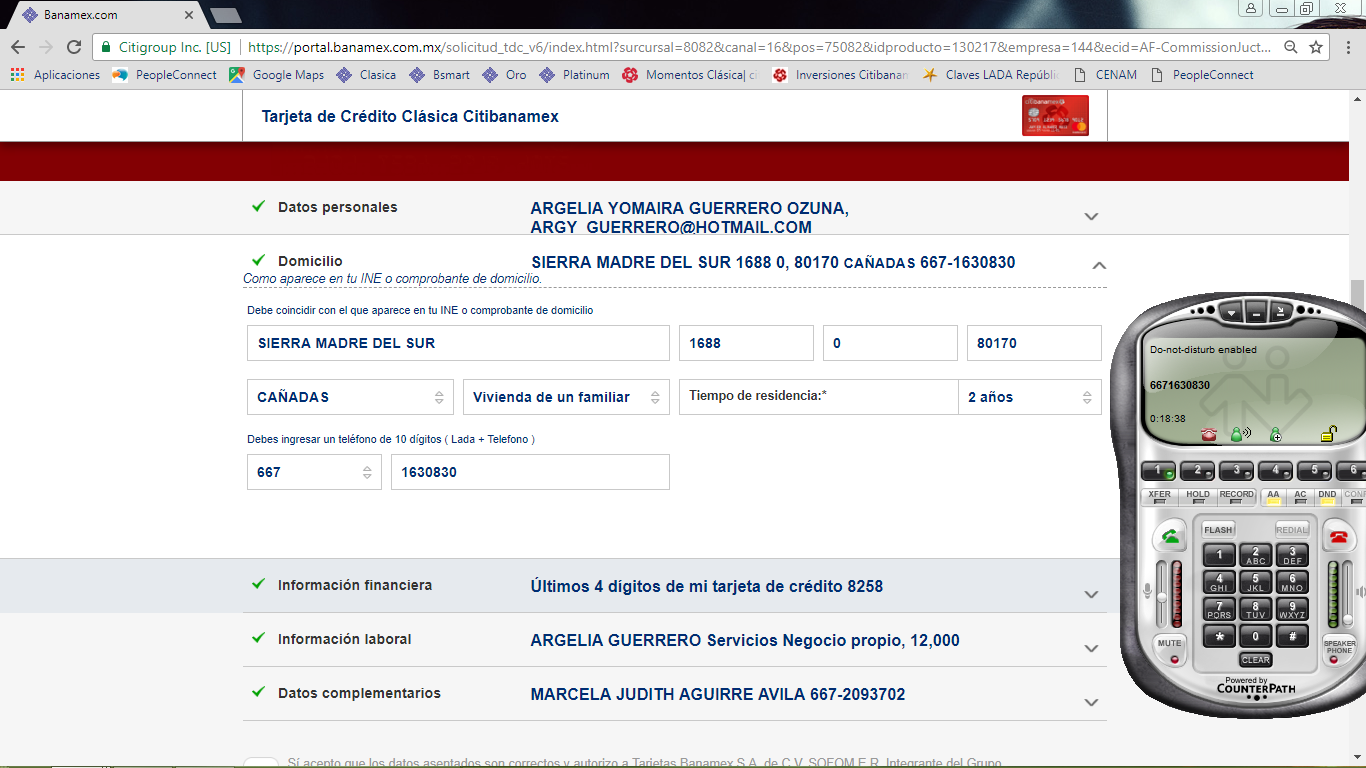 Banamex.com
Citigroup Inc. [US]
https://portal.banamex.com.mx/solicitud_tdc_v6/index.html?sursursal=8082&canal=16&pos=75082&idproducto=130217&empresa=144&ecid=AF-CommissionJuct...
Aplicaciones PeopleConnect Google Maps Clasica Bsmart Oro Platinum Momentos Clásica| c Inversiones Citibanan Claves LADA Repúbli CENAM PeopleConnect
Tarjeta de Crédito Clásica Citibanamex
Datos personales
ARGELIA YOMAIRA GUERRERO OZUNA,
ARGY_GUERRERO@HOTMAIL.COM
Domicilio
SIERRA MADRE DEL SUR 1688 0, 80170 CAÑADAS 667-1630830
Como aparece en tu INE o comprobante de domicilio.
Debe coincidir con el que aparece en tu INE o comprobante de domicilio
SIERRA MADRE DEL SUR 1688 0 80170
CAÑADAS Vivienda de un familiar Tiempo de residencia:* 2 años
Debes ingresar un teléfono de 10 dígitos ( Lada + Telefono )
667 1630830
Información financiera
Últimos 4 dígitos de mi tarjeta de crédito 8258
Información laboral
ARGELIA GUERRERO Servicios Negocio propio, 12,000
Datos complementarios
MARCELA JUDITH AGUIRRE AVILA 667-2093702
Sí acepto que los datos asentados son correctos y autorizo a Tarjetas Banamex S.A. de C.V. SOFOM E.R. Integrante del Grupo
Do-not-disturb enabled
6671630830
0:18:38
1 2 3 4 5 6
XFER HOLD RECORD AA AC DND CONF
FLASH REDIAL
1 2 ABC 3 DEF
4 GHI 5 JKL 6 MNO
7 PQRS 8 TUV 9 WXYZ
* 0 #
CLEAR
MUTE
SPEAKER
PHONE
Powered by
COUNTERPATH